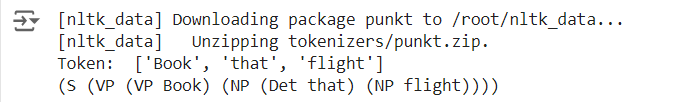 [nltk_data] Downloading package punkt to /root/nltk_data...
[nltk_data]   Unzipping tokenizers/punkt.zip.
Token:  ['Book', 'that', 'flight']
(S (VP (VP Book) (NP (Det that) (NP flight))))